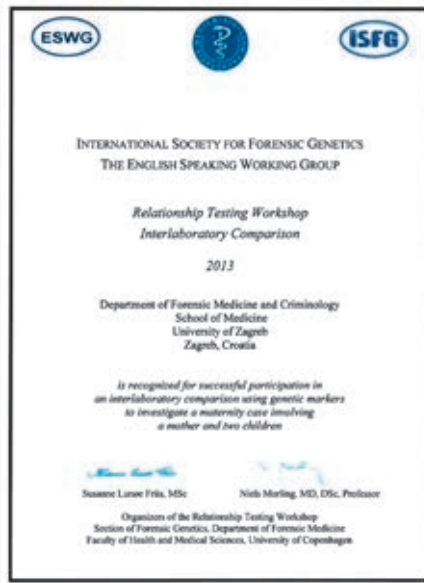 ESWG
ISFG
INTERNATIONAL SOCIETY FOR FORENSIC GENETICS
THE ENGLISH SPEAKING WORKING GROUP
Relationship Testing Workshop
Interlaboratory Comparison
2013
Department of Forensic Medicine and Criminology
School of Medicine
University of Zagreb
Zagreb, Croatia
is recognized for successful participation in
an interlaboratory comparison using genetic markers
to investigate a maternity case involving
a mother and two children
Susanne Lunøe Friis, MSc
Niels Morling, MD, DSc, Professor
Organizers of the Relationship Testing Workshop
Section of Forensic Genetics, Department of Forensic Medicine
Faculty of Health and Medical Sciences, University of Copenhagen